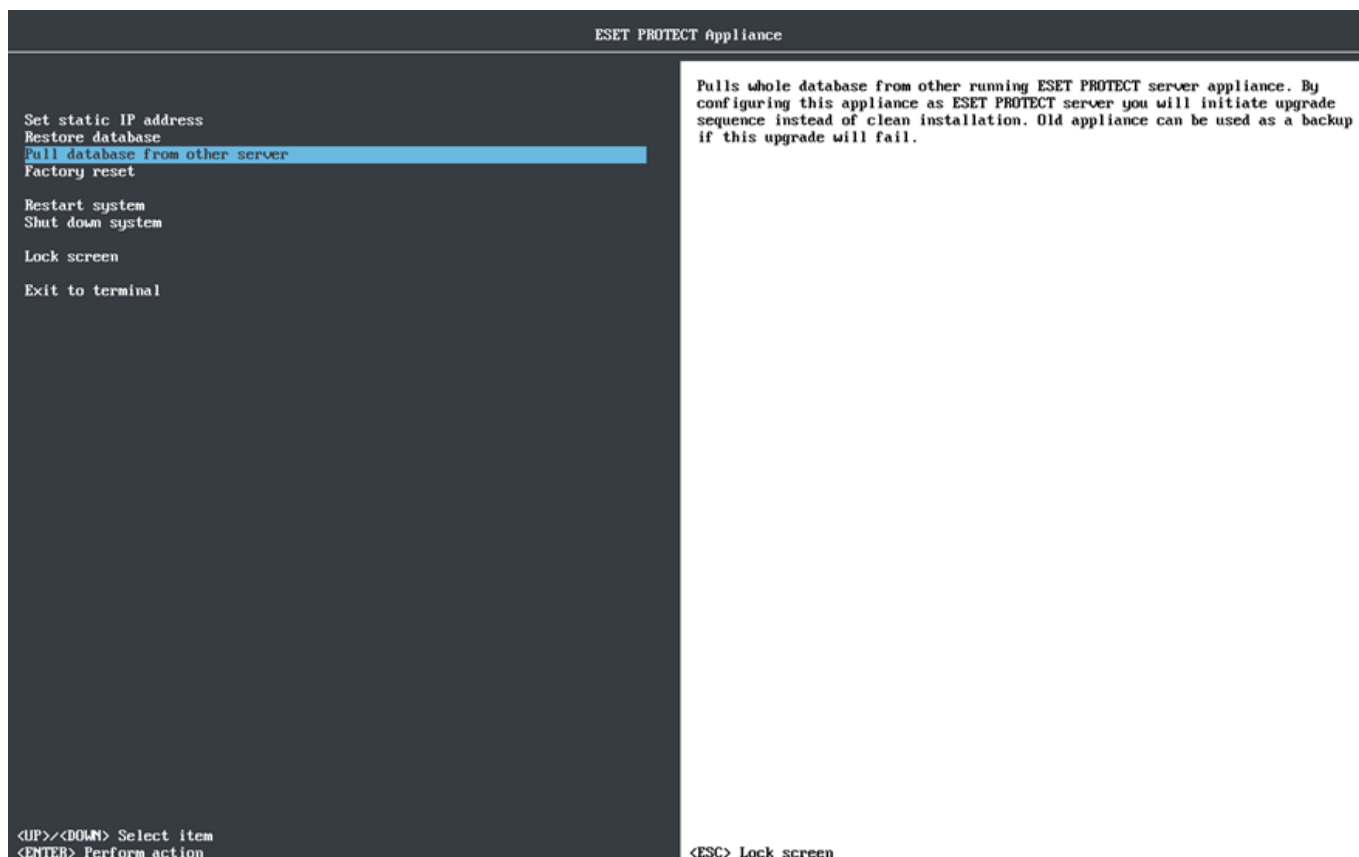 ESET PROTECT Appliance
Set static IP address
Restore database
Pull database from other server
Factory reset
Restart system
Shut down system
Lock screen
Exit to terminal
Pulls whole database from other running ESET PROTECT server appliance. By
configuring this appliance as ESET PROTECT server you will initiate upgrade
sequence instead of clean installation. Old appliance can be used as a backup
if this upgrade will fail.
<UP>/<DOWN> Select item
<ENTER> Perform action
<ESC> Lock screen